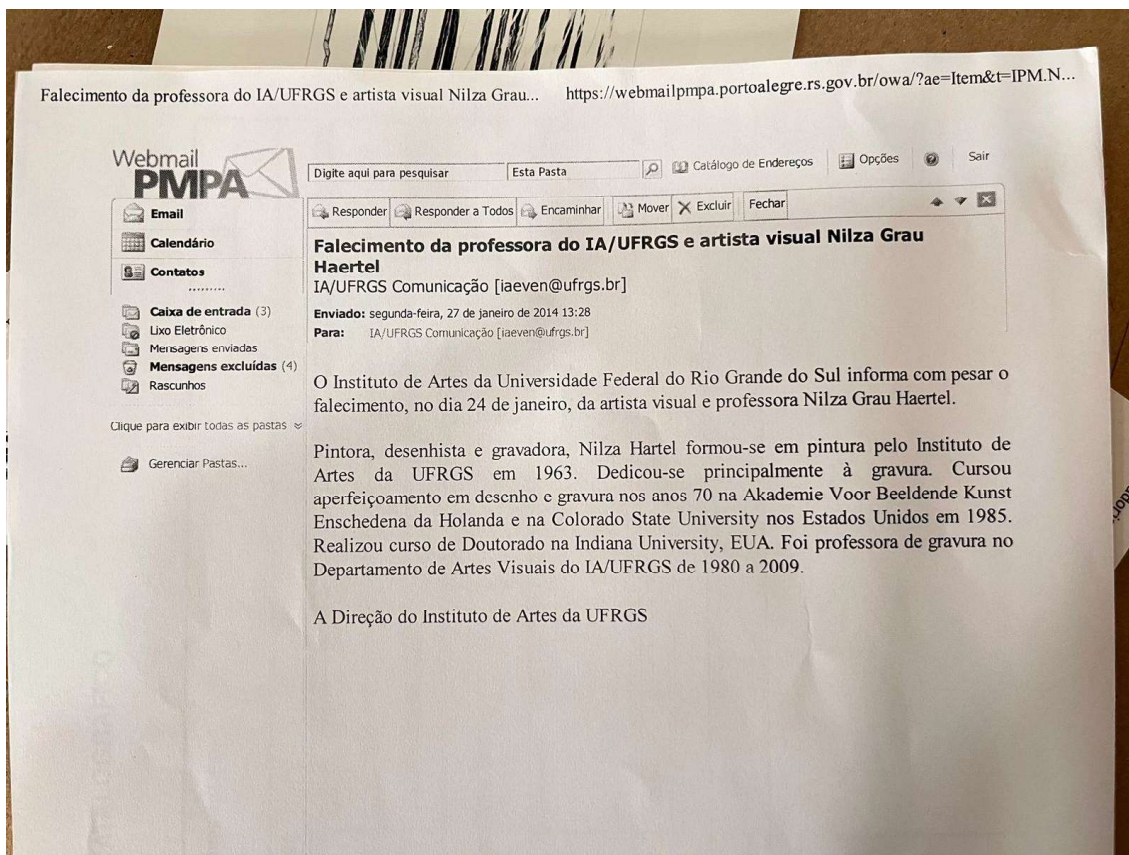 Falecimento da professora do IA/UFRGS e artista visual Nilza Grau... https://webmailpmpa.portoalegre.rs.gov.br/owa/?ae=Item&t=IPM.N...
Webmail
PMPA
Digite aqui para pesquisar Esta Pasta Catálogo de Endereços Opções Sair
Email
Calendário
Contatos
Caixa de entrada (3)
Lixo Eletrônico
Mensagens enviadas
Mensagens excluídas (4)
Rascunhos
Clique para exibir todas as pastas
Gerenciar Pastas...
Responder Responder a Todos Encaminhar Mover Excluir Fechar
Falecimento da professora do IA/UFRGS e artista visual Nilza Grau
Haertel
IA/UFRGS Comunicação [iaeven@ufrgs.br]
Enviado: segunda-feira, 27 de janeiro de 2014 13:28
Para: IA/UFRGS Comunicação [iaeven@ufrgs.br]
O Instituto de Artes da Universidade Federal do Rio Grande do Sul informa com pesar o
falecimento, no dia 24 de janeiro, da artista visual e professora Nilza Grau Haertel.
Pintora, desenhista e gravadora, Nilza Hartel formou-se em pintura pelo Instituto de
Artes da UFRGS em 1963. Dedicou-se principalmente à gravura. Cursou
aperfeiçoamento em desenho e gravura nos anos 70 na Akademie Voor Beeldende Kunst
Enschedena da Holanda e na Colorado State University nos Estados Unidos em 1985.
Realizou curso de Doutorado na Indiana University, EUA. Foi professora de gravura no
Departamento de Artes Visuais do IA/UFRGS de 1980 a 2009.
A Direção do Instituto de Artes da UFRGS